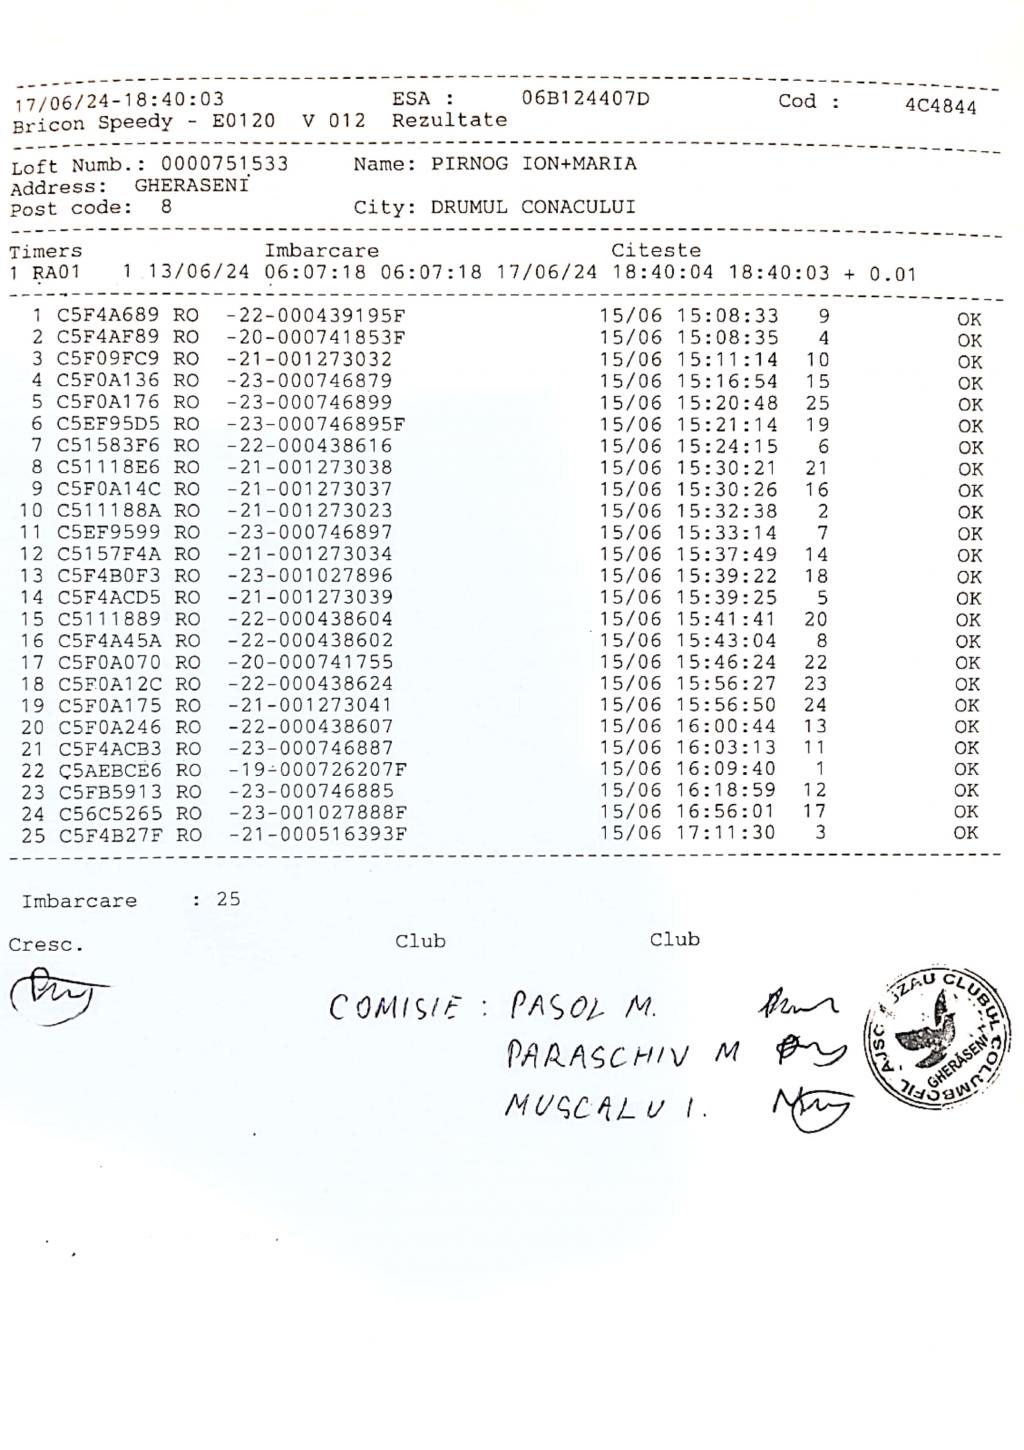 17/06/24-18:40:03 ESA : 06B124407D Cod : 4C4844
Bricon Speedy - E0120 V 012 Rezultate
Loft Numb.: 0000751533 Name: PIRNOG ION+MARIA
Address: GHERASENI
Post code: 8 City: DRUMUL CONACULUI
Timers Imbarcare Citeste
1 RA01 1 13/06/24 06:07:18 06:07:18 17/06/24 18:40:04 18:40:03 + 0.01
1 C5F4A689 RO -22-000439195F 15/06 15:08:33 9 OK
2 C5F4AF89 RO -20-000741853F 15/06 15:08:35 4 OK
3 C5F09FC9 RO -21-001273032 15/06 15:11:14 10 OK
4 C5F0A136 RO -23-000746879 15/06 15:16:54 15 OK
5 C5F0A176 RO -23-000746899 15/06 15:20:48 25 OK
6 C5EF95D5 RO -23-000746895F 15/06 15:21:14 19 OK
7 C51583F6 RO -22-000438616 15/06 15:24:15 6 OK
8 C51118E6 RO -21-001273038 15/06 15:30:21 21 OK
9 C5F0A14C RO -21-001273037 15/06 15:30:26 16 OK
10 C511188A RO -21-001273023 15/06 15:32:38 2 OK
11 C5EF9599 RO -23-000746897 15/06 15:33:14 7 OK
12 C5157F4A RO -21-001273034 15/06 15:37:49 14 OK
13 C5F4B0F3 RO -23-001027896 15/06 15:39:22 18 OK
14 C5F4ACD5 RO -21-001273039 15/06 15:39:25 5 OK
15 C5111889 RO -22-000438604 15/06 15:41:41 20 OK
16 C5F4A45A RO -22-000438602 15/06 15:43:04 8 OK
17 C5F0A070 RO -20-000741755 15/06 15:46:24 22 OK
18 C5F0A12C RO -22-000438624 15/06 15:56:27 23 OK
19 C5F0A175 RO -21-001273041 15/06 15:56:50 24 OK
20 C5F0A246 RO -22-000438607 15/06 16:00:44 13 OK
21 C5F4ACB3 RO -23-000746887 15/06 16:03:13 11 OK
22 C5AEBCE6 RO -19-000726207F 15/06 16:09:40 1 OK
23 C5FB5913 RO -23-000746885 15/06 16:18:59 12 OK
24 C56C5265 RO -23-001027888F 15/06 16:56:01 17 OK
25 C5F4B27F RO -21-000516393F 15/06 17:11:30 3 OK
Imbarcare : 25
Cresc. Club Club
COMISIE : PASOL M.
PARASCHIV M
MUSCALU I.
AJSC BUZAU CLUBUL COLUMBOFIL
GHERĂSENI